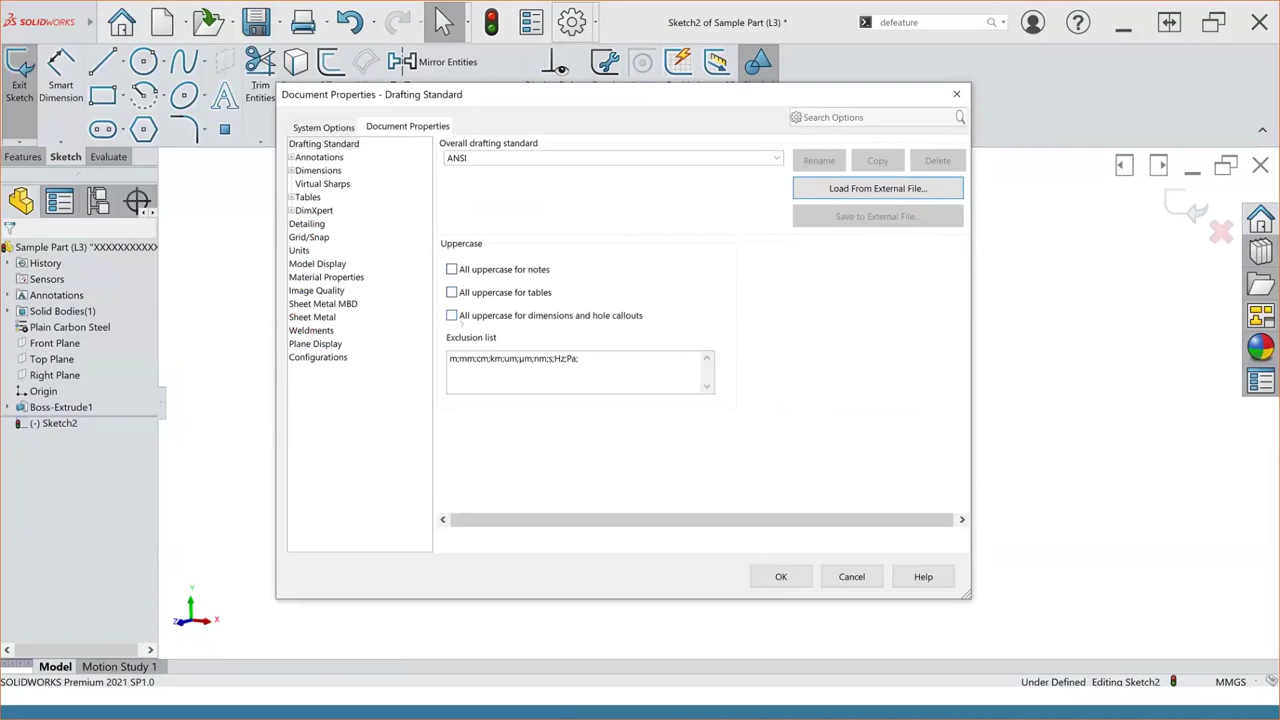 SOLIDWORKS
Sketch2 of Sample Part (L3) *
defeature
Exit Sketch
Smart Dimension
Trim Entities
Mirror Entities
Features
Sketch
Evaluate
Document Properties - Drafting Standard
System Options
Document Properties
Search Options
Drafting Standard
Annotations
Dimensions
Virtual Sharps
Tables
DimXpert
Detailing
Grid/Snap
Units
Model Display
Material Properties
Image Quality
Sheet Metal MBD
Sheet Metal
Weldments
Plane Display
Configurations
Overall drafting standard
ANSI
Rename
Copy
Delete
Load From External File...
Save to External File...
Uppercase
All uppercase for notes
All uppercase for tables
All uppercase for dimensions and hole callouts
Exclusion list
m;mm;cm;km;um;µm;nm;s;Hz;Pa;
OK
Cancel
Help
Sample Part (L3) "XXXXXXXXXXX
History
Sensors
Annotations
Solid Bodies(1)
Plain Carbon Steel
Front Plane
Top Plane
Right Plane
Origin
Boss-Extrude1
(-) Sketch2
Y
Z
X
Model
Motion Study 1
SOLIDWORKS Premium 2021 SP1.0
Under Defined
Editing Sketch2
MMGS